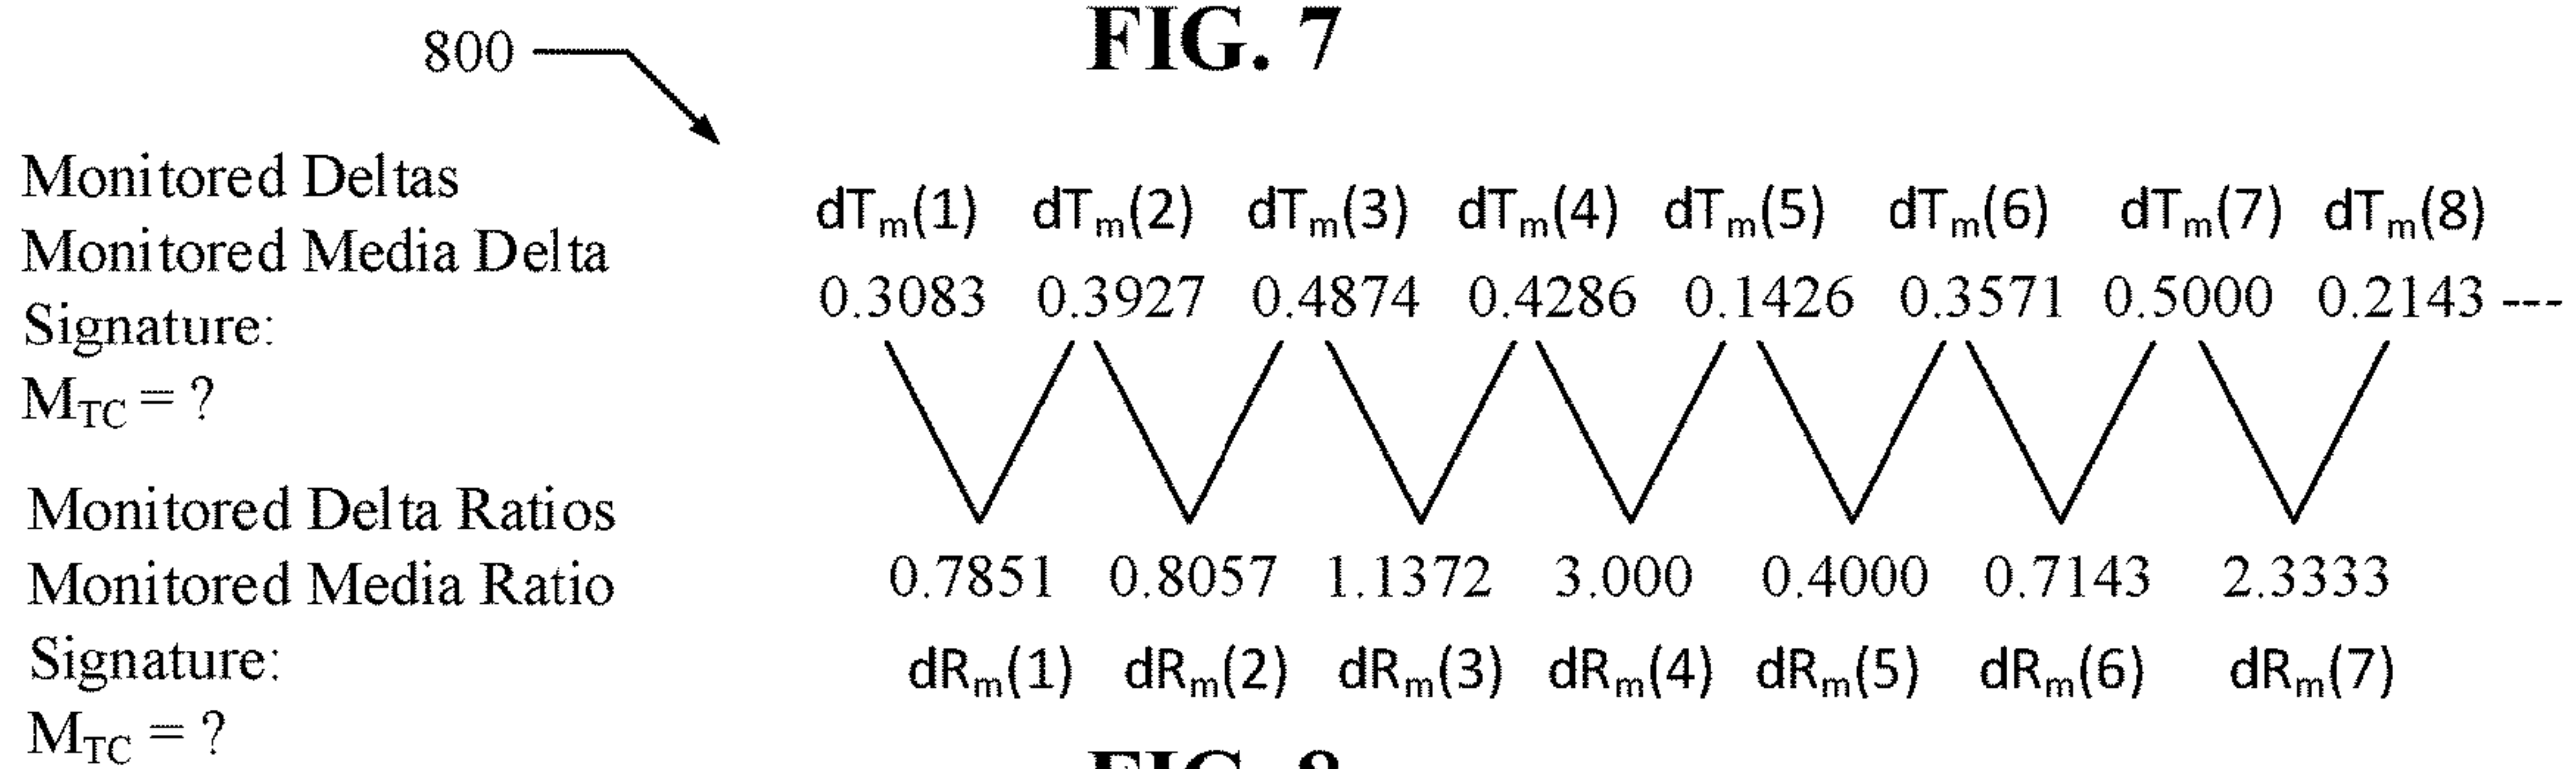 FIG. 7
800
Monitored Deltas
Monitored Media Delta
Signature:
M_TC = ?
dT_m(1) dT_m(2) dT_m(3) dT_m(4) dT_m(5) dT_m(6) dT_m(7) dT_m(8)
0.3083 0.3927 0.4874 0.4286 0.1426 0.3571 0.5000 0.2143 ---
Monitored Delta Ratios
Monitored Media Ratio
Signature:
M_TC = ?
0.7851 0.8057 1.1372 3.000 0.4000 0.7143 2.3333
dR_m(1) dR_m(2) dR_m(3) dR_m(4) dR_m(5) dR_m(6) dR_m(7)